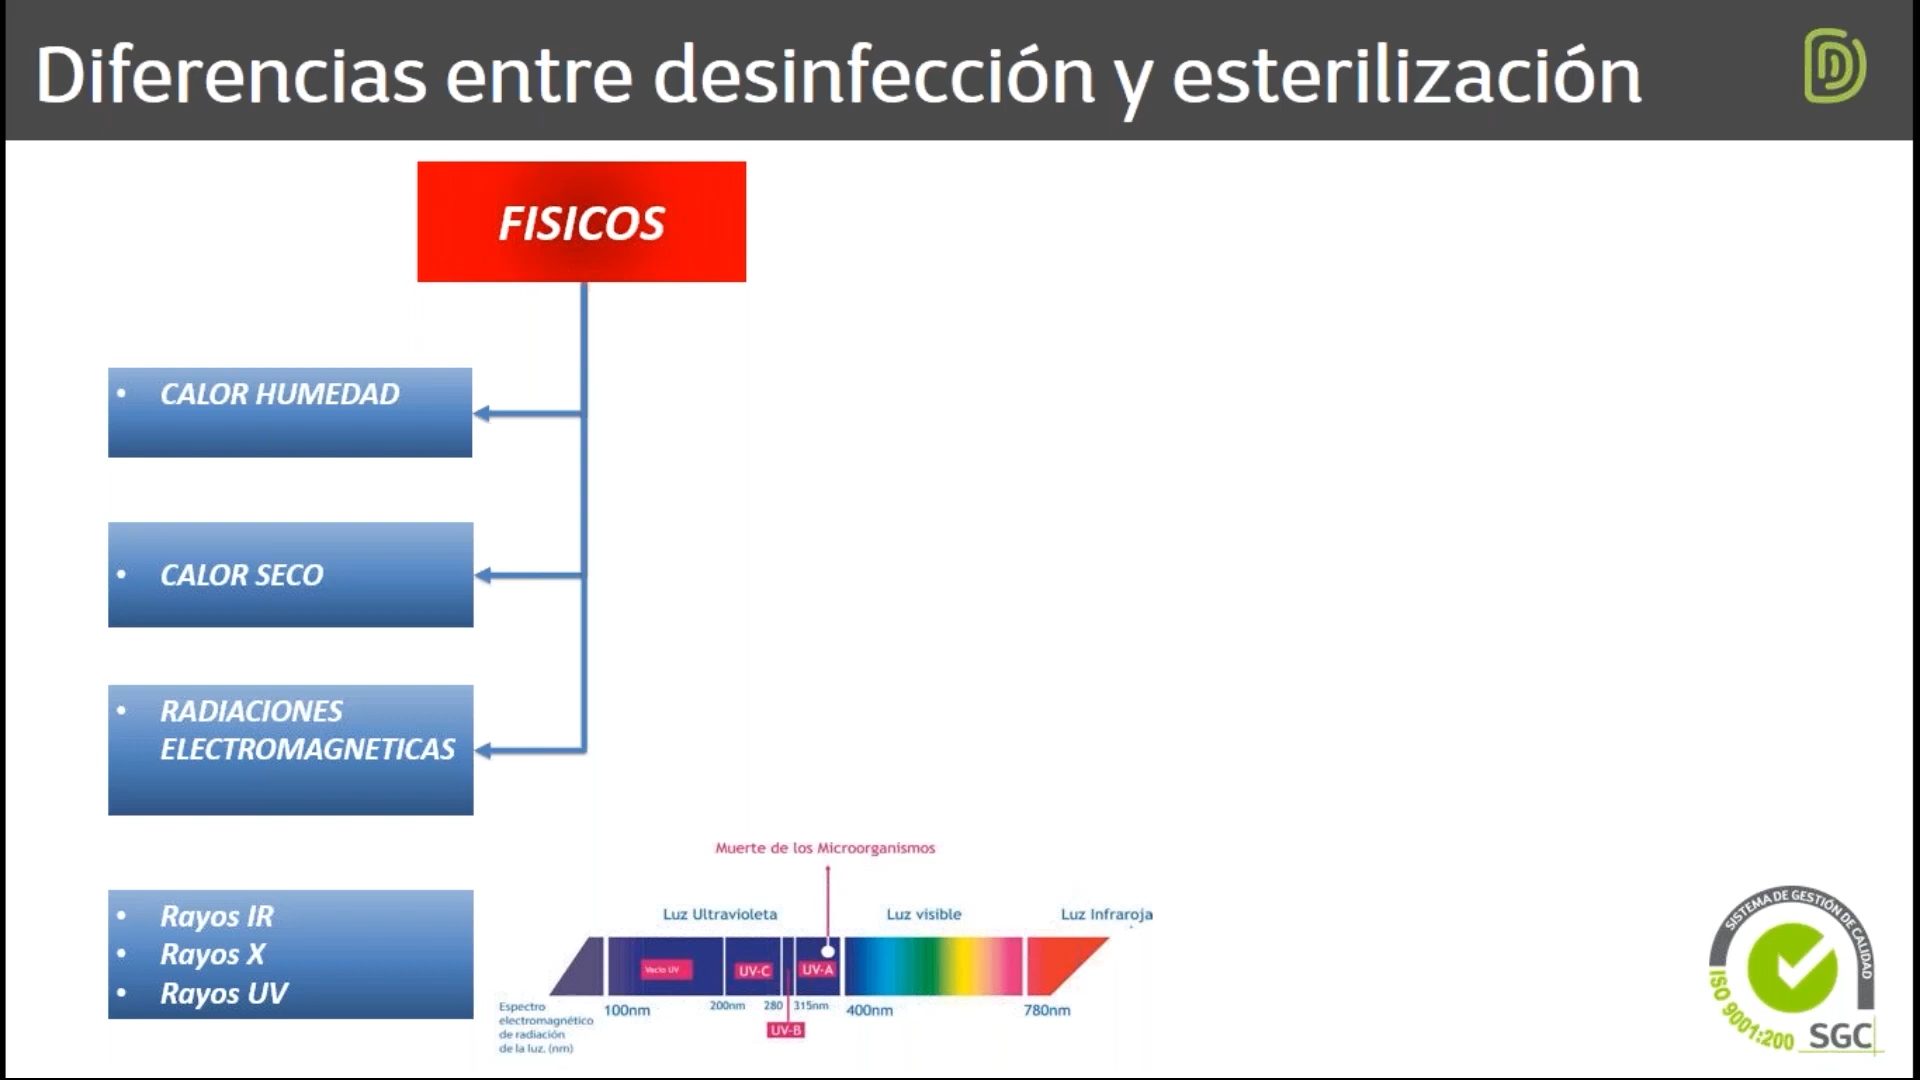 Diferencias entre desinfección y esterilización
FISICOS
• CALOR HUMEDAD
• CALOR SECO
• RADIACIONES
ELECTROMAGNETICAS
• Rayos IR
• Rayos X
• Rayos UV
Muerte de los Microorganismos
Luz Ultravioleta
Luz visible
Luz Infraroja
Vacio UV
UV-C
UV-A
Espectro
electromagnético
de radiación
de la luz. (nm)
100nm
200nm
280
315nm
400nm
780nm
UV-B
SISTEMA DE GESTIÓN DE CALIDAD
ISO 9001:200
SGC